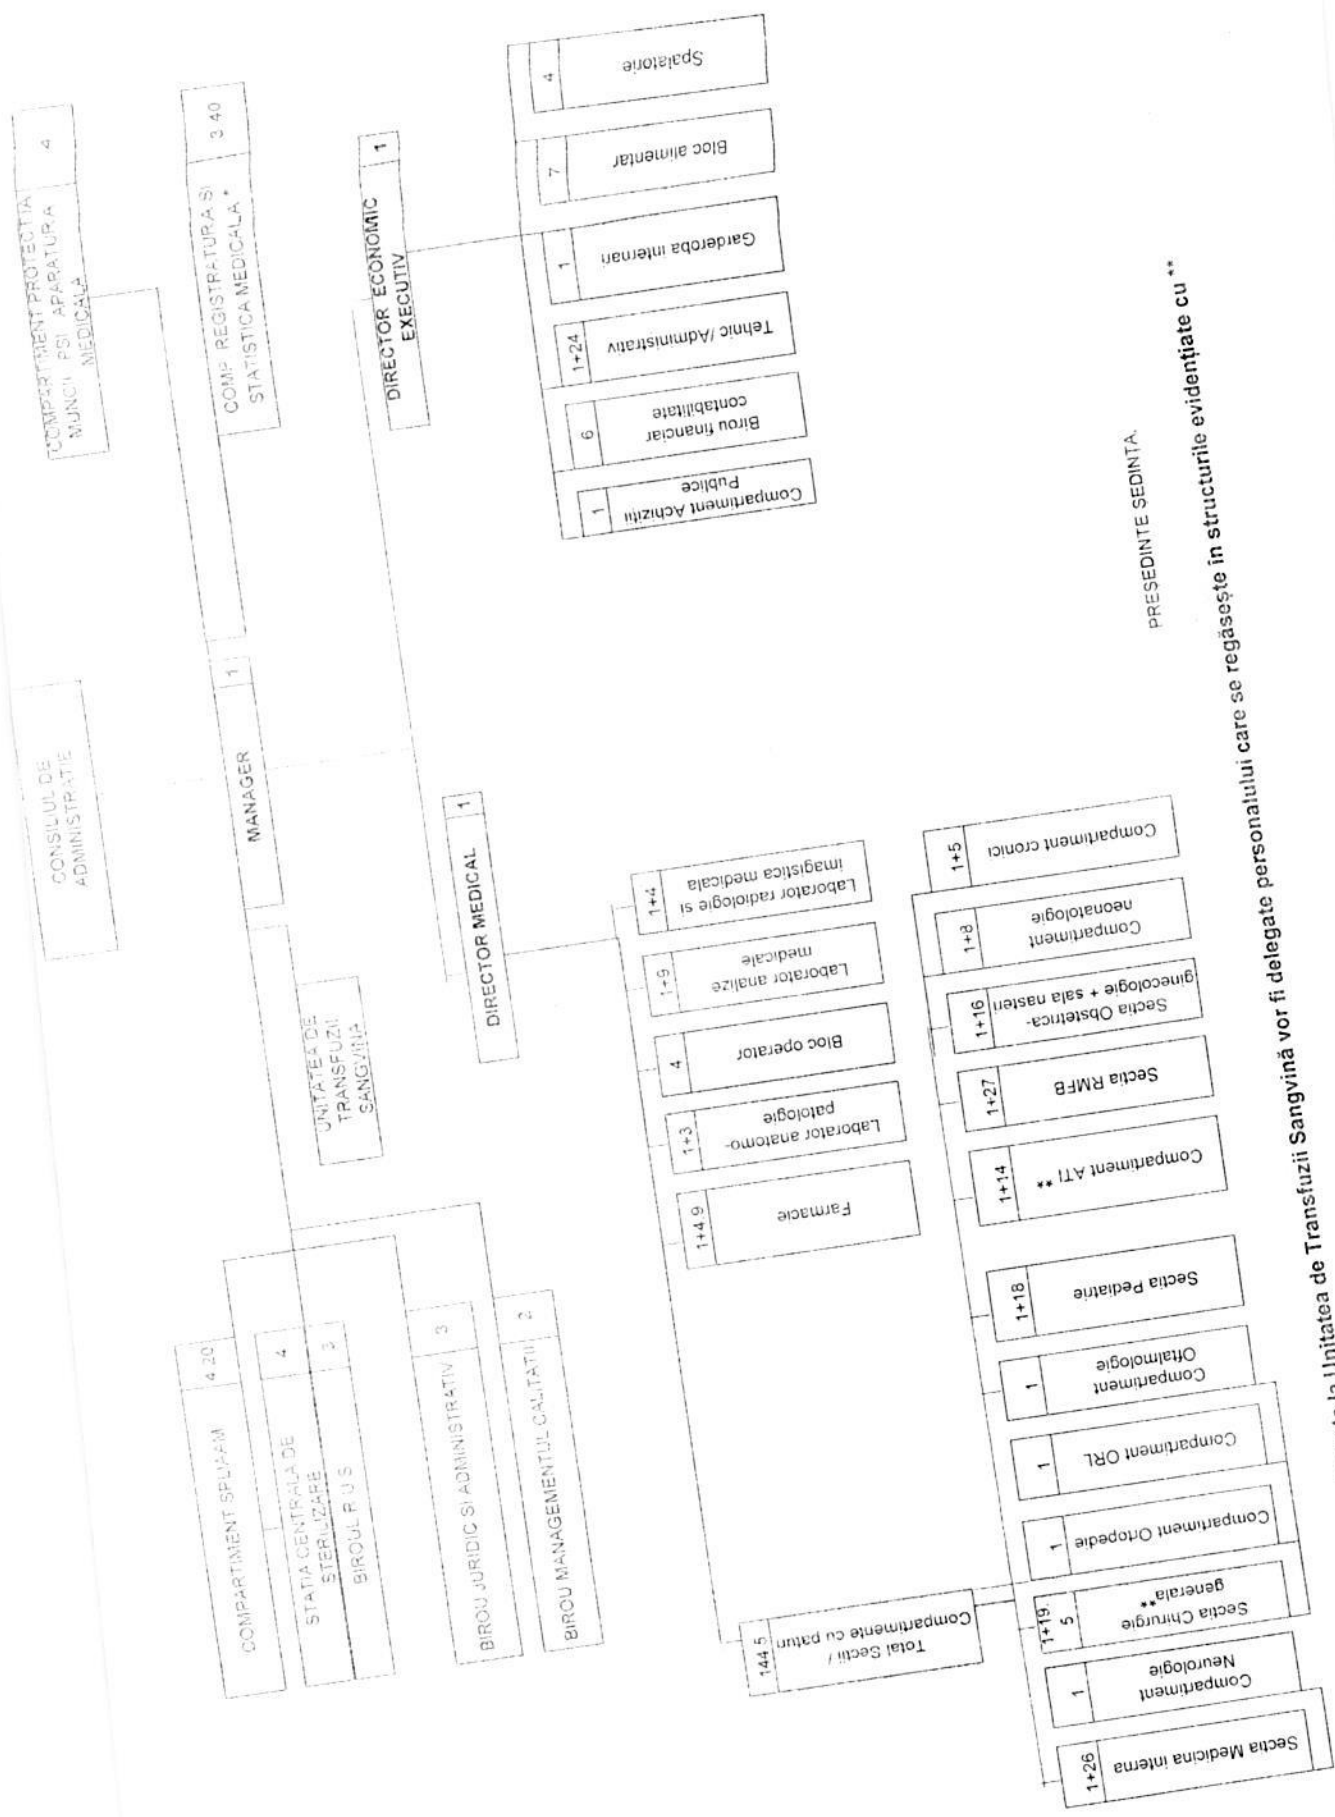 CONSILIUL DE
ADMINISTRATIE
COMPARTIMENT PROTECTIA
MUNCII PSI APARATURA
MEDICALA
4
MANAGER
1
COMP REGISTRATURA SI
STATISTICA MEDICALA *
3.40
UNITATEA DE
TRANSFUZII
SANGVINA
COMPARTIMENT SPLIAAM
4.20
STATIA CENTRALA DE
STERILIZARE
4
BIROUL R U S
3
BIROU JURIDIC SI ADMINISTRATIV
3
BIROU MANAGEMENTUL CALITATII
2
DIRECTOR MEDICAL
1
DIRECTOR ECONOMIC
EXECUTIV
1
144.5
Total Sectii /
Compartimente cu paturi
1+4.9
Farmacie
1+3
Laborator anatomo-
patologie
4
Bloc operator
1+9
Laborator analize
medicale
1+4
Laborator radiologie si
imagistica medicala
1
Compartiment Achizitii
Publice
6
Birou financiar
contabilitate
1+24
Tehnic /Administrativ
1
Garderoba internari
7
Bloc alimentar
4
Spalatorie
1+26
Sectia Medicina interna
1
Compartiment
Neurologie
1+19.
5
Sectia Chirurgie
generala**
1
Compartiment Ortopedie
1
Compartiment ORL
1
Compartiment
Oftalmologie
1+18
Sectia Pediatrie
1+14
Compartiment ATI **
1+27
Sectia RMFB
1+16
Sectia Obstetrica-
ginecologie + sala nasteri
1+8
Compartiment
neonatologie
1+5
Compartiment cronici
PREȘEDINTE ȘEDINȚA,
la Unitatea de Transfuzii Sangvină vor fi delegate personalului care se regăsește în structurile evidențiate cu **